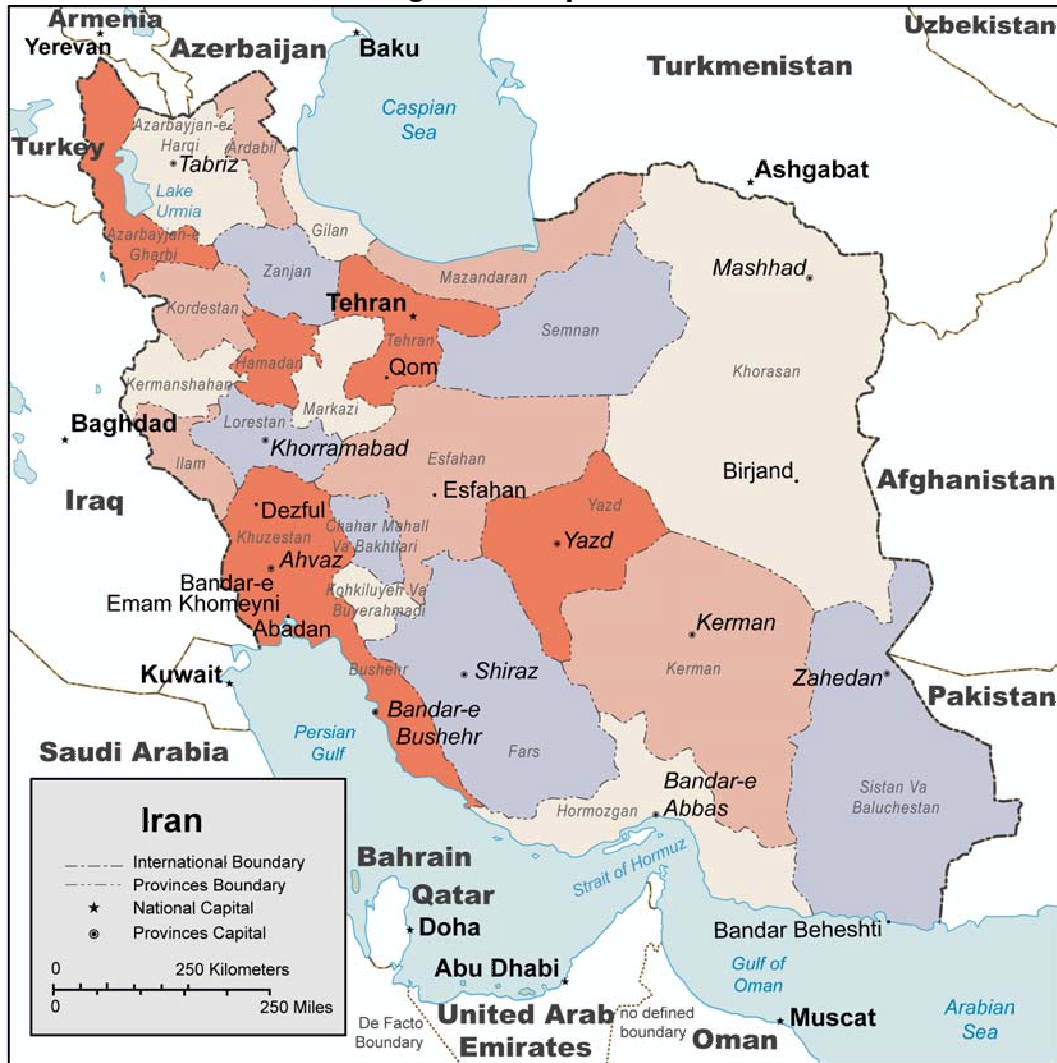 Armenia
Yerevan
Azerbaijan
Baku
Uzbekistan
Turkmenistan
Caspian
Sea
Turkey
Azarbayjan-e
Harqi
Ardabil
Tabriz
Ashgabat
Lake
Urmia
Gilan
Azarbayjan-e
Gharbi
Zanjan
Mazandaran
Mashhad
Kordestan
Tehran
Tehran
Semnan
Hamadan
Qom
Khorasan
Kermanshahan
Markazi
Baghdad
Lorestan
Khorramabad
Ilam
Esfahan
Birjand
Afghanistan
Iraq
Esfahan
Dezful
Yazd
Chahar Mahall
Va Bakhtiari
Khuzestan
Yazd
Ahvaz
Bandar-e
Emam Khomeyni
Kohkiluyeh Va
Buyerahmadi
Abadan
Kerman
Kuwait
Bushehr
Shiraz
Kerman
Zahedan
Pakistan
Bandar-e
Bushehr
Saudi Arabia
Persian
Gulf
Fars
Bandar-e
Abbas
Hormozgan
Sistan Va
Baluchestan
Iran
International Boundary
Provinces Boundary
National Capital
Provinces Capital
0 250 Kilometers
0 250 Miles
Bahrain
Qatar
Strait of Hormuz
Doha
Bandar Beheshti
Abu Dhabi
Gulf of
Oman
United Arab
Emirates
De Facto
Boundary
no defined
boundary
Oman
Muscat
Arabian
Sea